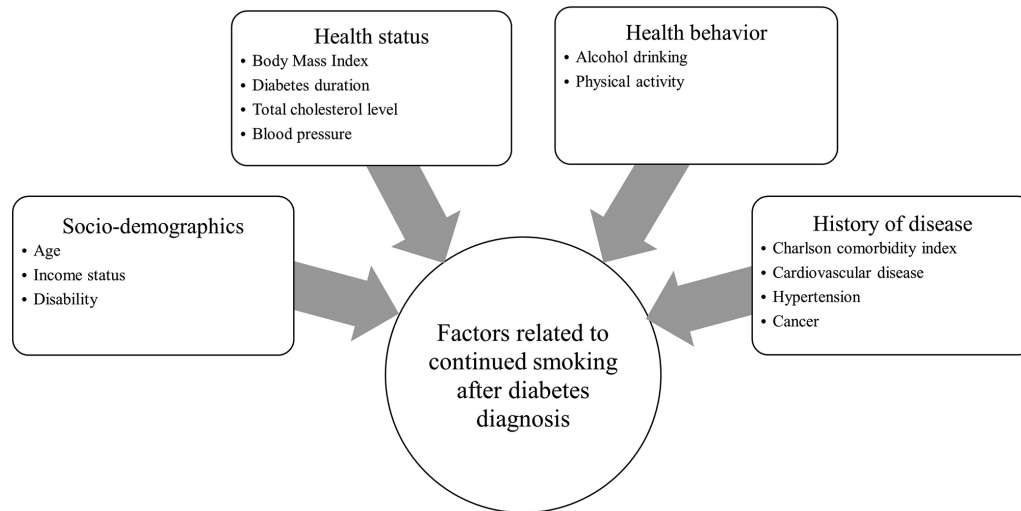 Health status
• Body Mass Index
• Diabetes duration
• Total cholesterol level
• Blood pressure
Health behavior
• Alcohol drinking
• Physical activity
Socio-demographics
• Age
• Income status
• Disability
History of disease
• Charlson comorbidity index
• Cardiovascular disease
• Hypertension
• Cancer
Factors related to
continued smoking
after diabetes
diagnosis